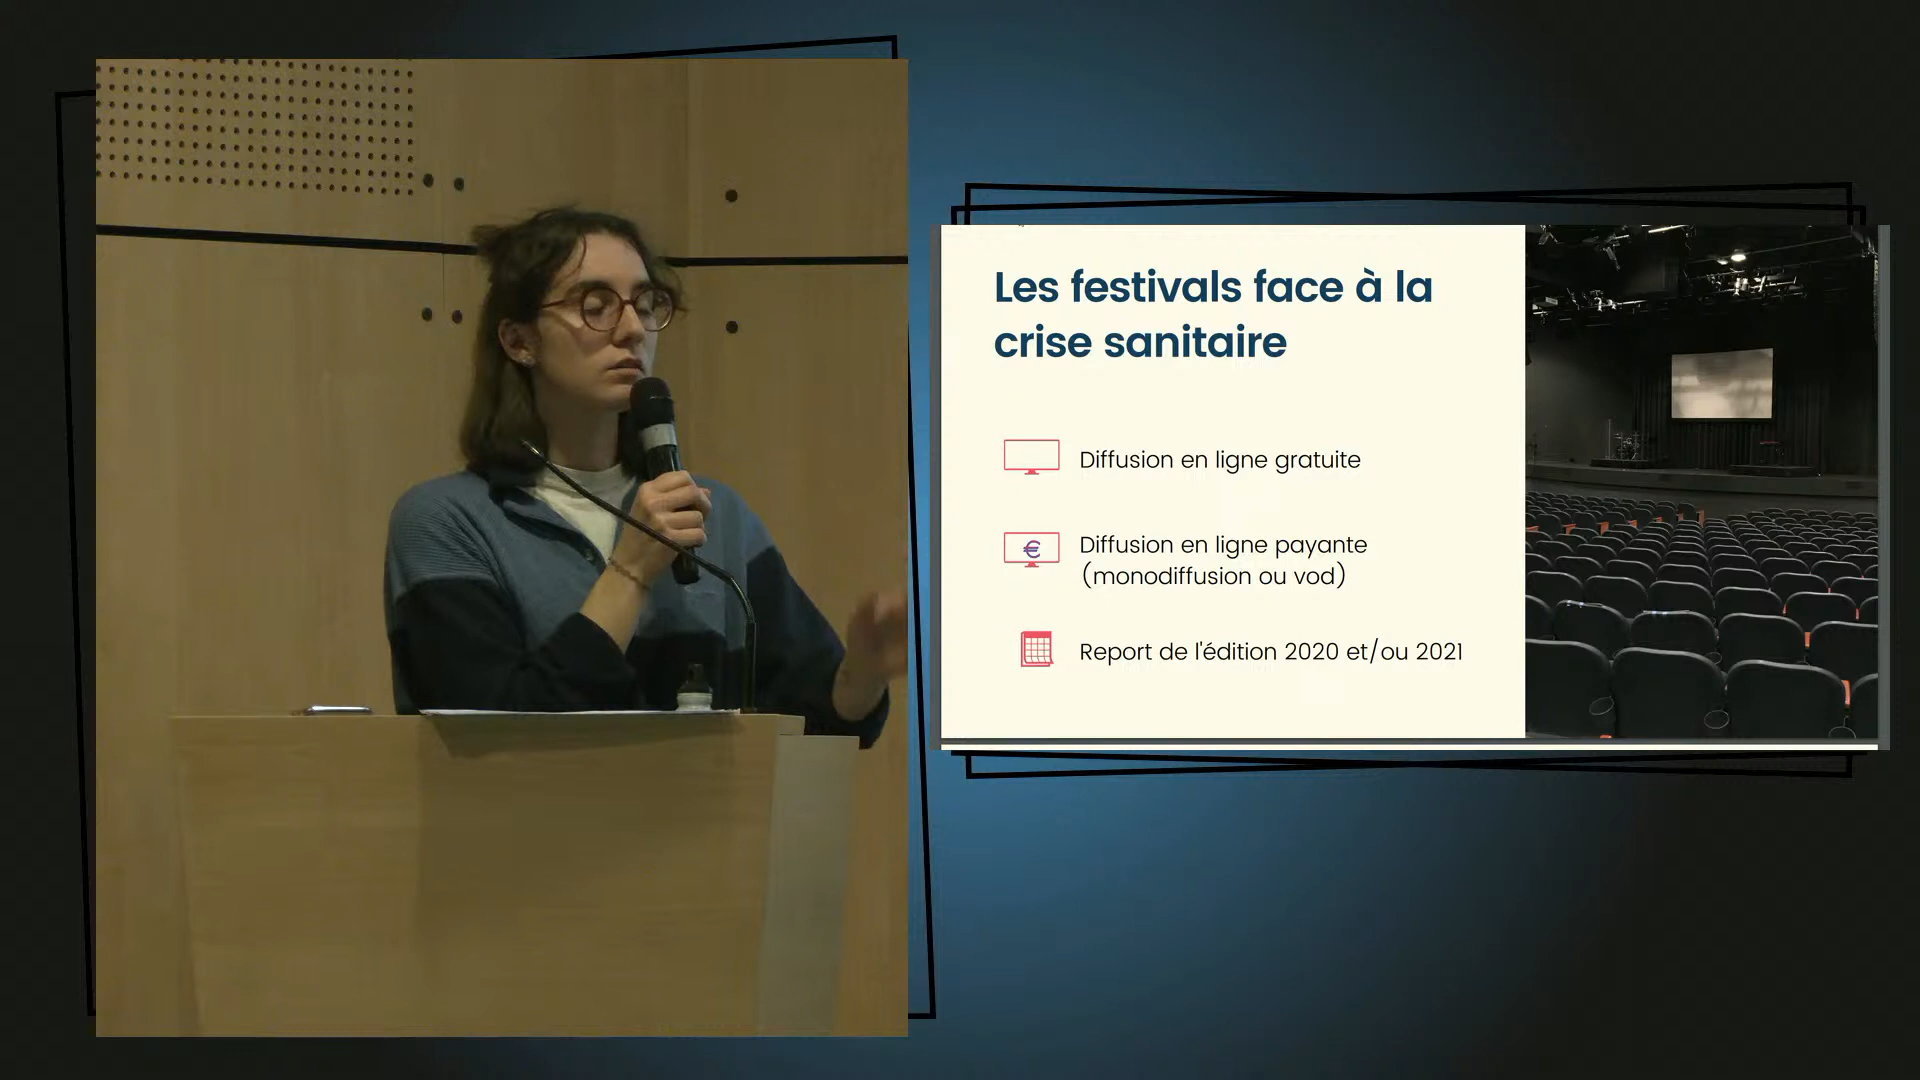 Les festivals face à la
crise sanitaire
Diffusion en ligne gratuite
€
Diffusion en ligne payante
(monodiffusion ou vod)
Report de l'édition 2020 et/ou 2021